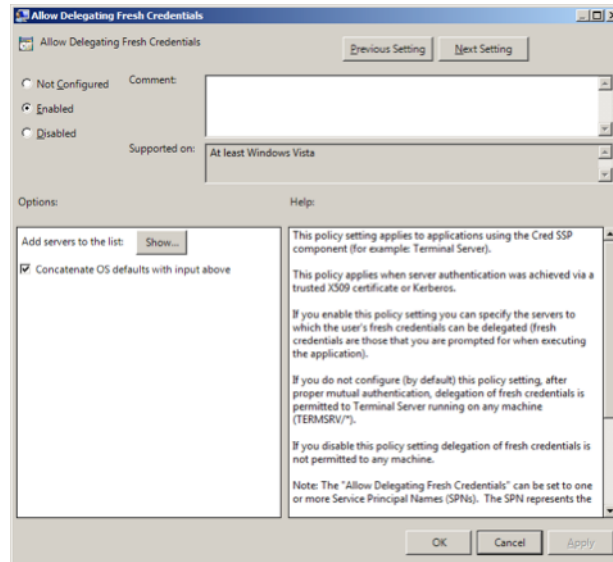 Allow Delegating Fresh Credentials
Allow Delegating Fresh Credentials
Previous Setting
Next Setting
Not Configured
Comment:
Enabled
Disabled
Supported on:
At least Windows Vista
Options:
Help:
Add servers to the list:
Show...
Concatenate OS defaults with input above
This policy setting applies to applications using the Cred SSP
component (for example: Terminal Server).
This policy applies when server authentication was achieved via a
trusted X509 certificate or Kerberos.
If you enable this policy setting you can specify the servers to
which the user's fresh credentials can be delegated (fresh
credentials are those that you are prompted for when executing
the application).
If you do not configure (by default) this policy setting, after
proper mutual authentication, delegation of fresh credentials is
permitted to Terminal Server running on any machine
(TERMSRV/*).
If you disable this policy setting delegation of fresh credentials is
not permitted to any machine.
Note: The "Allow Delegating Fresh Credentials" can be set to one
or more Service Principal Names (SPNs). The SPN represents the
OK
Cancel
Apply